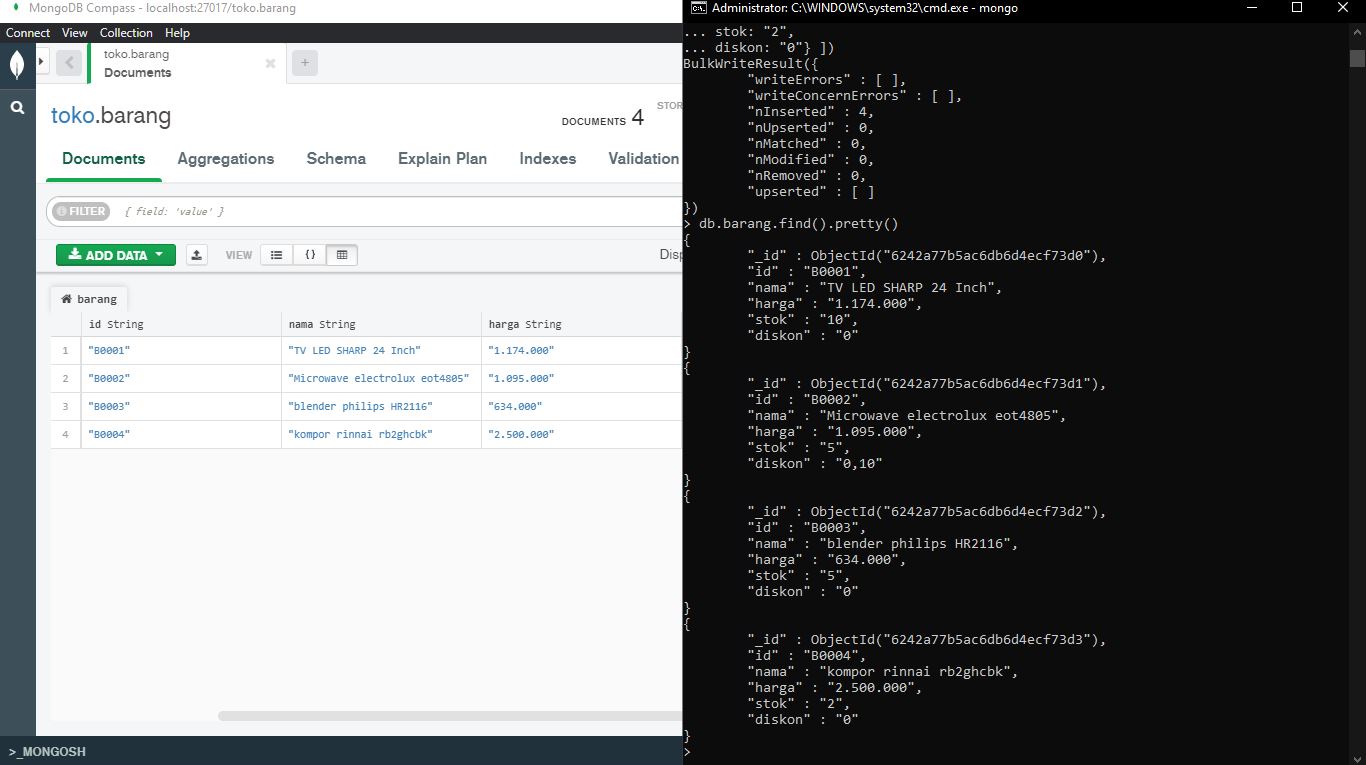 MongoDB Compass - localhost:27017/toko.barang
Connect View Collection Help
toko.barang
Documents
+
toko.barang
DOCUMENTS 4
STOR
Documents Aggregations Schema Explain Plan Indexes Validation
FILTER { field: 'value' }
ADD DATA VIEW {} Disp
barang
id String nama String harga String
1 "B0001" "TV LED SHARP 24 Inch" "1.174.000"
2 "B0002" "Microwave electrolux eot4805" "1.095.000"
3 "B0003" "blender philips HR2116" "634.000"
4 "B0004" "kompor rinnai rb2ghcbk" "2.500.000"
>_MONGOSH
Administrator: C:\WINDOWS\system32\cmd.exe - mongo
... stok: "2",
... diskon: "0"} ])
BulkWriteResult({
"writeErrors" : [ ],
"writeConcernErrors" : [ ],
"nInserted" : 4,
"nUpserted" : 0,
"nMatched" : 0,
"nModified" : 0,
"nRemoved" : 0,
"upserted" : [ ]
})
> db.barang.find().pretty()
{
"_id" : ObjectId("6242a77b5ac6db6d4ecf73d0"),
"id" : "B0001",
"nama" : "TV LED SHARP 24 Inch",
"harga" : "1.174.000",
"stok" : "10",
"diskon" : "0"
}
{
"_id" : ObjectId("6242a77b5ac6db6d4ecf73d1"),
"id" : "B0002",
"nama" : "Microwave electrolux eot4805",
"harga" : "1.095.000",
"stok" : "5",
"diskon" : "0,10"
}
{
"_id" : ObjectId("6242a77b5ac6db6d4ecf73d2"),
"id" : "B0003",
"nama" : "blender philips HR2116",
"harga" : "634.000",
"stok" : "5",
"diskon" : "0"
}
{
"_id" : ObjectId("6242a77b5ac6db6d4ecf73d3"),
"id" : "B0004",
"nama" : "kompor rinnai rb2ghcbk",
"harga" : "2.500.000",
"stok" : "2",
"diskon" : "0"
}
>